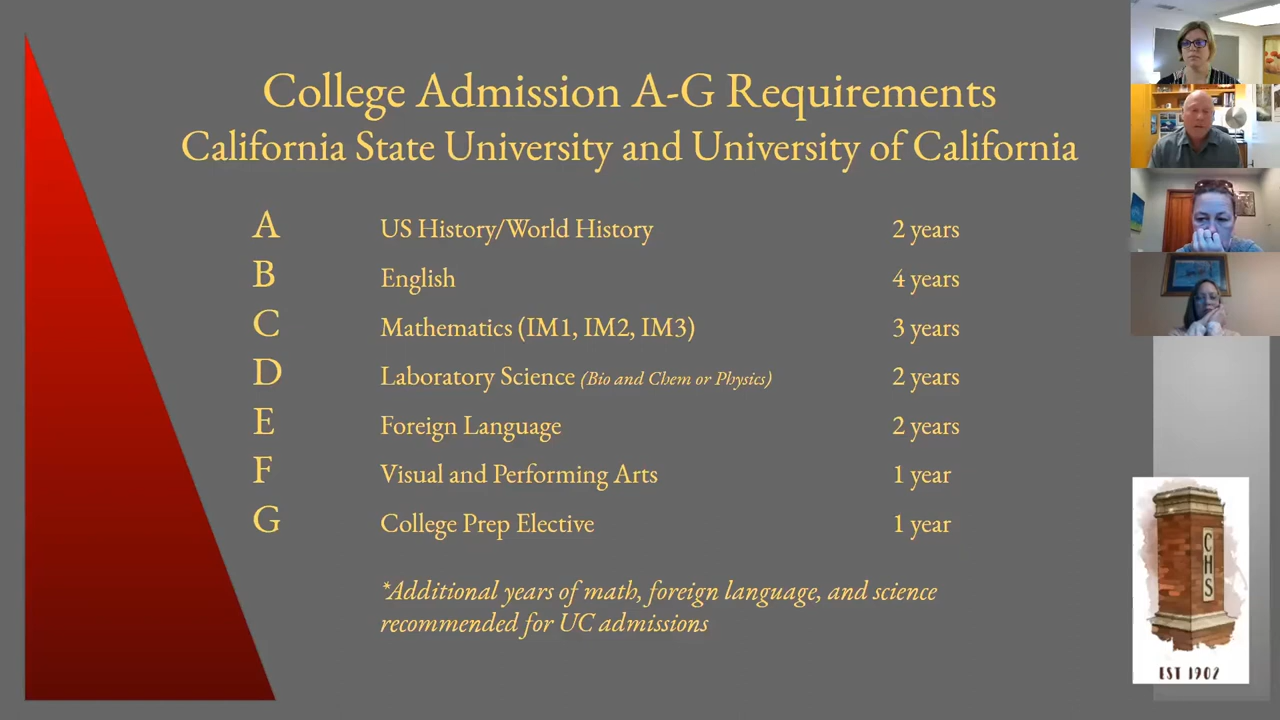 College Admission A-G Requirements
California State University and University of California
A US History/World History 2 years
B English 4 years
C Mathematics (IM1, IM2, IM3) 3 years
D Laboratory Science (Bio and Chem or Physics) 2 years
E Foreign Language 2 years
F Visual and Performing Arts 1 year
G College Prep Elective 1 year
*Additional years of math, foreign language, and science
recommended for UC admissions
CHS
EST 1902